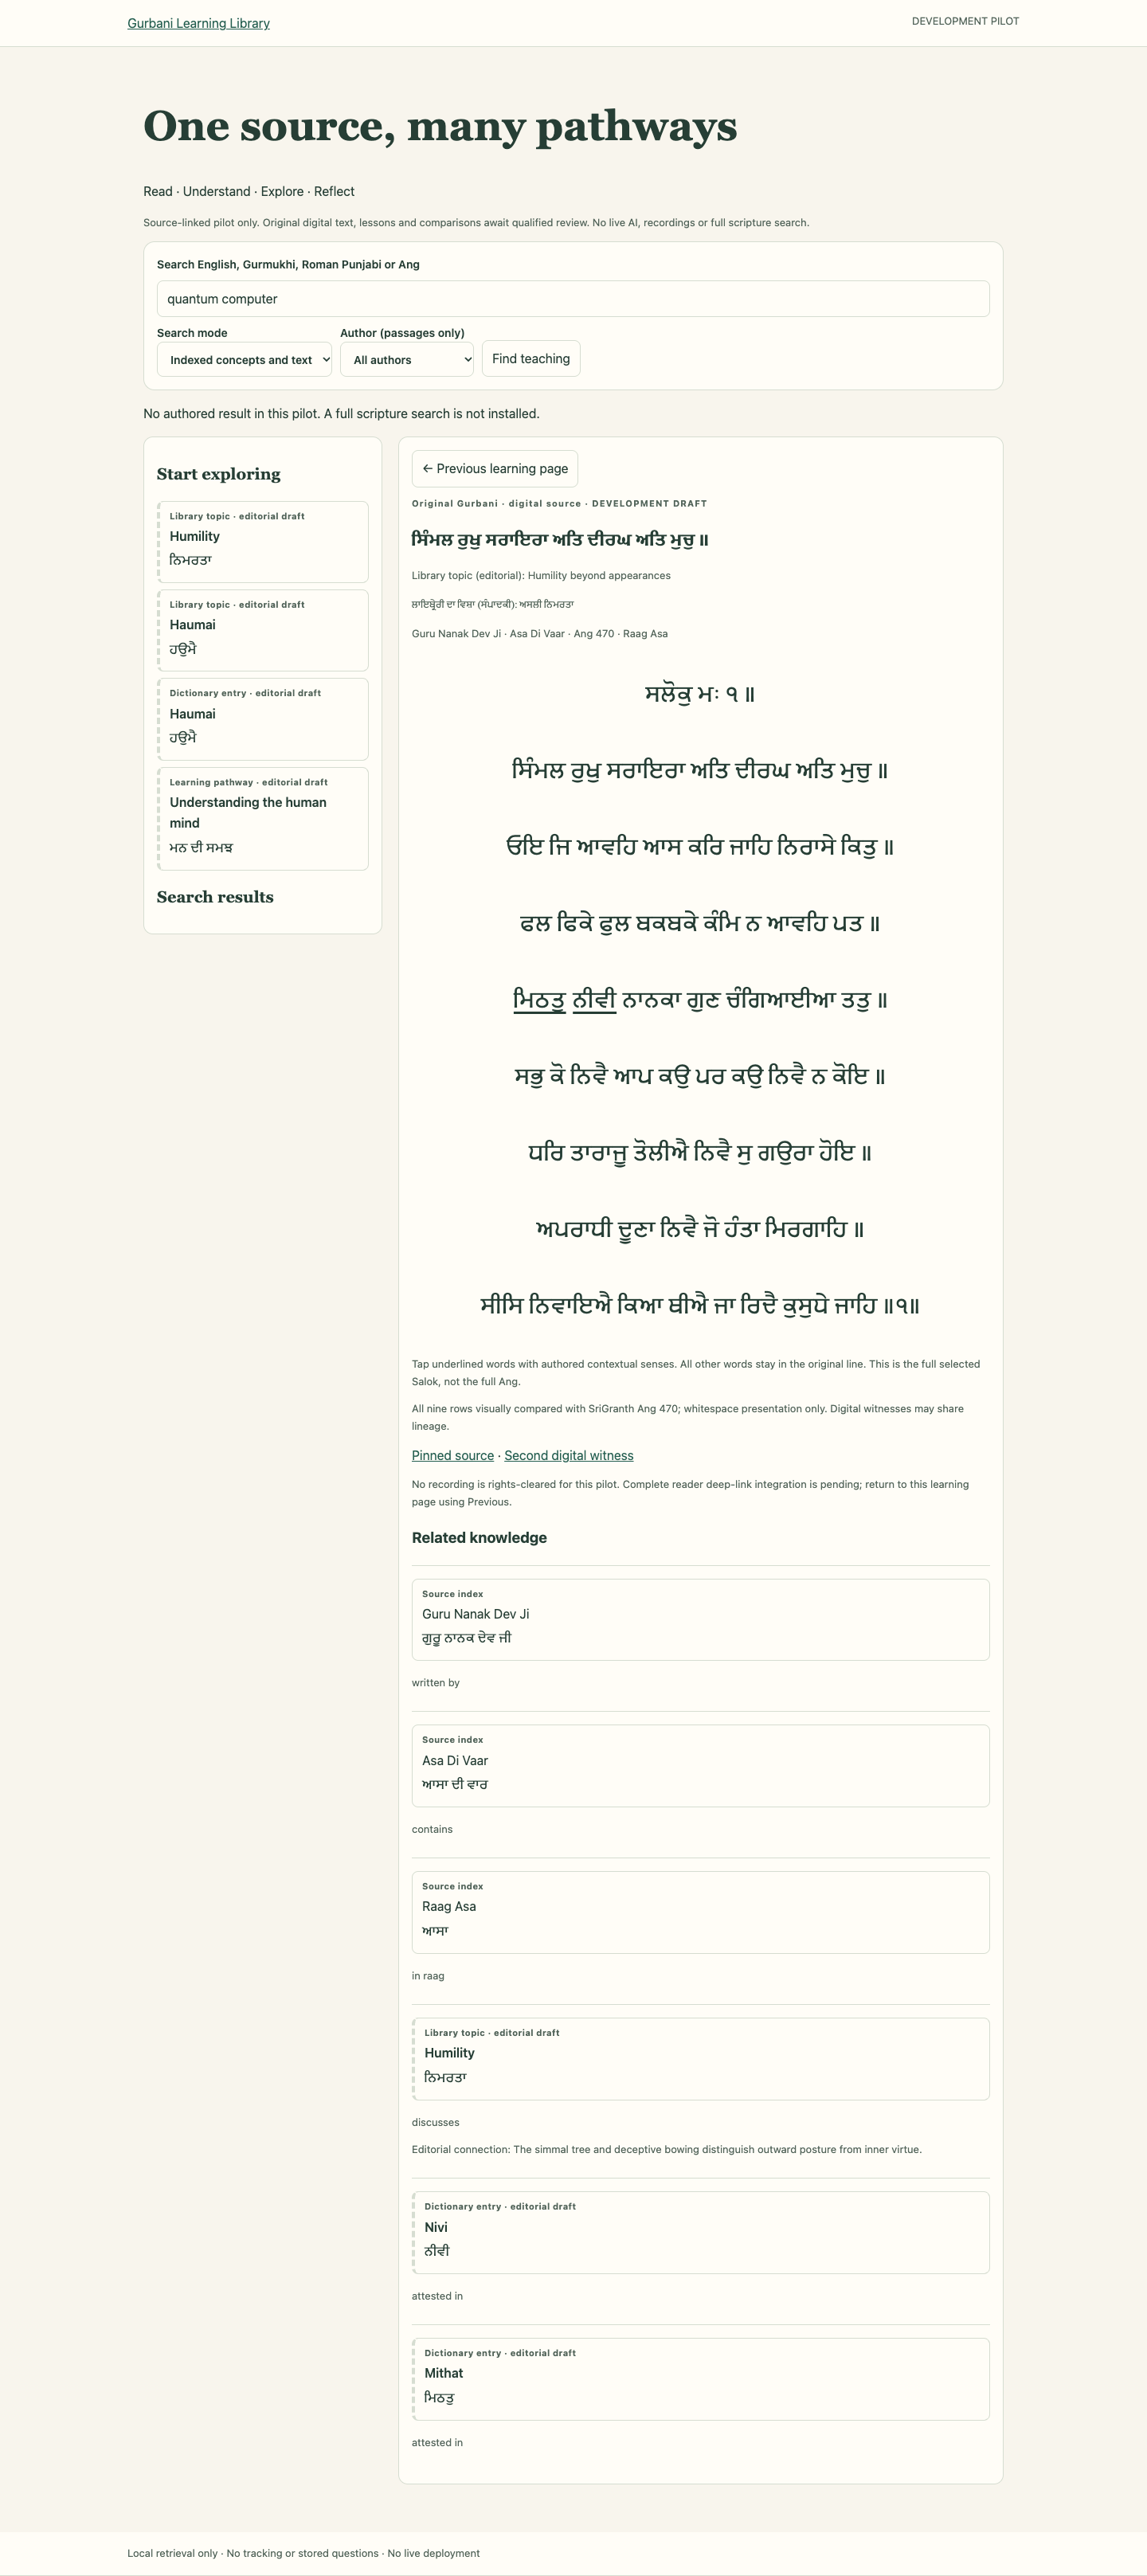 Gurbani Learning Library
DEVELOPMENT PILOT
One source, many pathways
Read · Understand · Explore · Reflect
Source-linked pilot only. Original digital text, lessons and comparisons await qualified review. No live AI, recordings or full scripture search.
Search English, Gurmukhi, Roman Punjabi or Ang
quantum computer
Search mode
Author (passages only)
Indexed concepts and text
All authors
Find teaching
No authored result in this pilot. A full scripture search is not installed.
Start exploring
Library topic · editorial draft
Humility
ਨਿਮਰਤਾ
Library topic · editorial draft
Haumai
ਹਉਮੈ
Dictionary entry · editorial draft
Haumai
ਹਉਮੈ
Learning pathway · editorial draft
Understanding the human
mind
ਮਨ ਦੀ ਸਮਝ
Search results
← Previous learning page
Original Gurbani · digital source · DEVELOPMENT DRAFT
ਸਿੰਮਲ ਰੁਖੁ ਸਰਾਇਰਾ ਅਤਿ ਦੀਰਘ ਅਤਿ ਮੁਚੁ ॥
Library topic (editorial): Humility beyond appearances
ਲਾਇਬ੍ਰੇਰੀ ਦਾ ਵਿਸ਼ਾ (ਸੰਪਾਦਕੀ): ਅਸਲੀ ਨਿਮਰਤਾ
Guru Nanak Dev Ji · Asa Di Vaar · Ang 470 · Raag Asa
ਸਲੋਕੁ ਮਃ ੧ ॥
ਸਿੰਮਲ ਰੁਖੁ ਸਰਾਇਰਾ ਅਤਿ ਦੀਰਘ ਅਤਿ ਮੁਚੁ ॥
ਓਇ ਜਿ ਆਵਹਿ ਆਸ ਕਰਿ ਜਾਹਿ ਨਿਰਾਸੇ ਕਿਤੁ ॥
ਫਲ ਫਿਕੇ ਫੁਲ ਬਕਬਕੇ ਕੰਮਿ ਨ ਆਵਹਿ ਪਤ ॥
ਮਿਠਤੁ ਨੀਵੀ ਨਾਨਕਾ ਗੁਣ ਚੰਗਿਆਈਆ ਤਤੁ ॥
ਸਭੁ ਕੋ ਨਿਵੈ ਆਪ ਕਉ ਪਰ ਕਉ ਨਿਵੈ ਨ ਕੋਇ ॥
ਧਰਿ ਤਾਰਾਜੂ ਤੋਲੀਐ ਨਿਵੈ ਸੁ ਗਉਰਾ ਹੋਇ ॥
ਅਪਰਾਧੀ ਦੂਣਾ ਨਿਵੈ ਜੋ ਹੰਤਾ ਮਿਰਗਾਹਿ ॥
ਸੀਸਿ ਨਿਵਾਇਐ ਕਿਆ ਥੀਐ ਜਾ ਰਿਦੈ ਕੁਸੁਧੇ ਜਾਹਿ ॥੧॥
Tap underlined words with authored contextual senses. All other words stay in the original line. This is the full selected
Salok, not the full Ang.
All nine rows visually compared with SriGranth Ang 470; whitespace presentation only. Digital witnesses may share
lineage.
Pinned source · Second digital witness
No recording is rights-cleared for this pilot. Complete reader deep-link integration is pending; return to this learning
page using Previous.
Related knowledge
Source index
Guru Nanak Dev Ji
ਗੁਰੂ ਨਾਨਕ ਦੇਵ ਜੀ
written by
Source index
Asa Di Vaar
ਆਸਾ ਦੀ ਵਾਰ
contains
Source index
Raag Asa
ਆਸਾ
in raag
Library topic · editorial draft
Humility
ਨਿਮਰਤਾ
discusses
Editorial connection: The simmal tree and deceptive bowing distinguish outward posture from inner virtue.
Dictionary entry · editorial draft
Nivi
ਨੀਵੀ
attested in
Dictionary entry · editorial draft
Mithat
ਮਿਠਤੁ
attested in
Local retrieval only · No tracking or stored questions · No live deployment